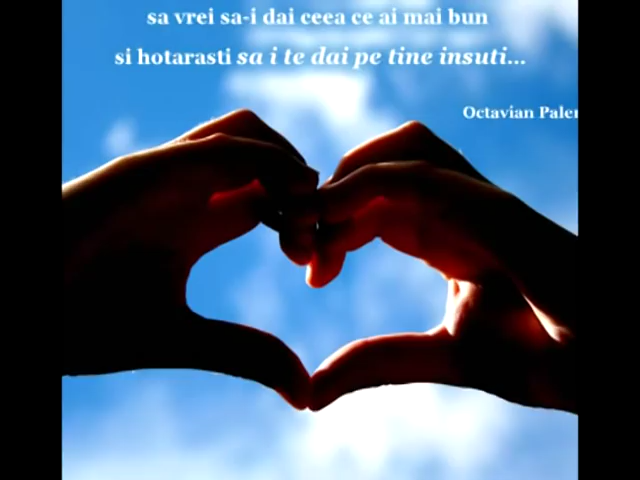 sa vrei sa-i dai ceea ce ai mai bun
si hotarasti sa i te dai pe tine insuti...
Octavian Paler